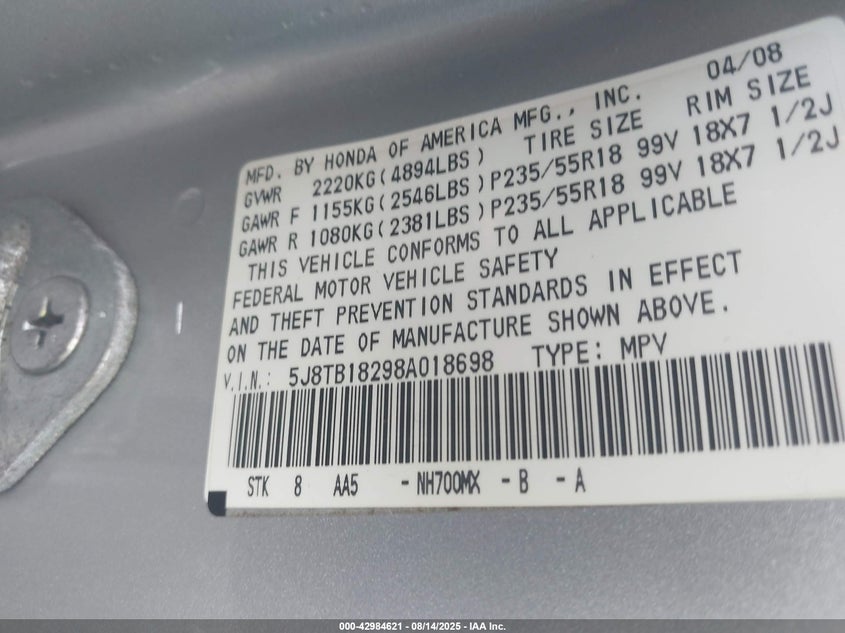 04/08
MFD. BY HONDA OF AMERICA MFG., INC.
TIRE SIZE RIM SIZE
GVWR 2220KG(4894LBS)
GAWR F 1155KG(2546LBS)P235/55R18 99V 18X7 1/2J
GAWR R 1080KG(2381LBS)P235/55R18 99V 18X7 1/2J
THIS VEHICLE CONFORMS TO ALL APPLICABLE
FEDERAL MOTOR VEHICLE SAFETY
AND THEFT PREVENTION STANDARDS IN EFFECT
ON THE DATE OF MANUFACTURE SHOWN ABOVE.
V.I.N.: 5J8TB18298A018698 TYPE: MPV
STK 8 AA5 -NH700MX -B -A
000-42984621 - 08/14/2025 - IAA Inc.